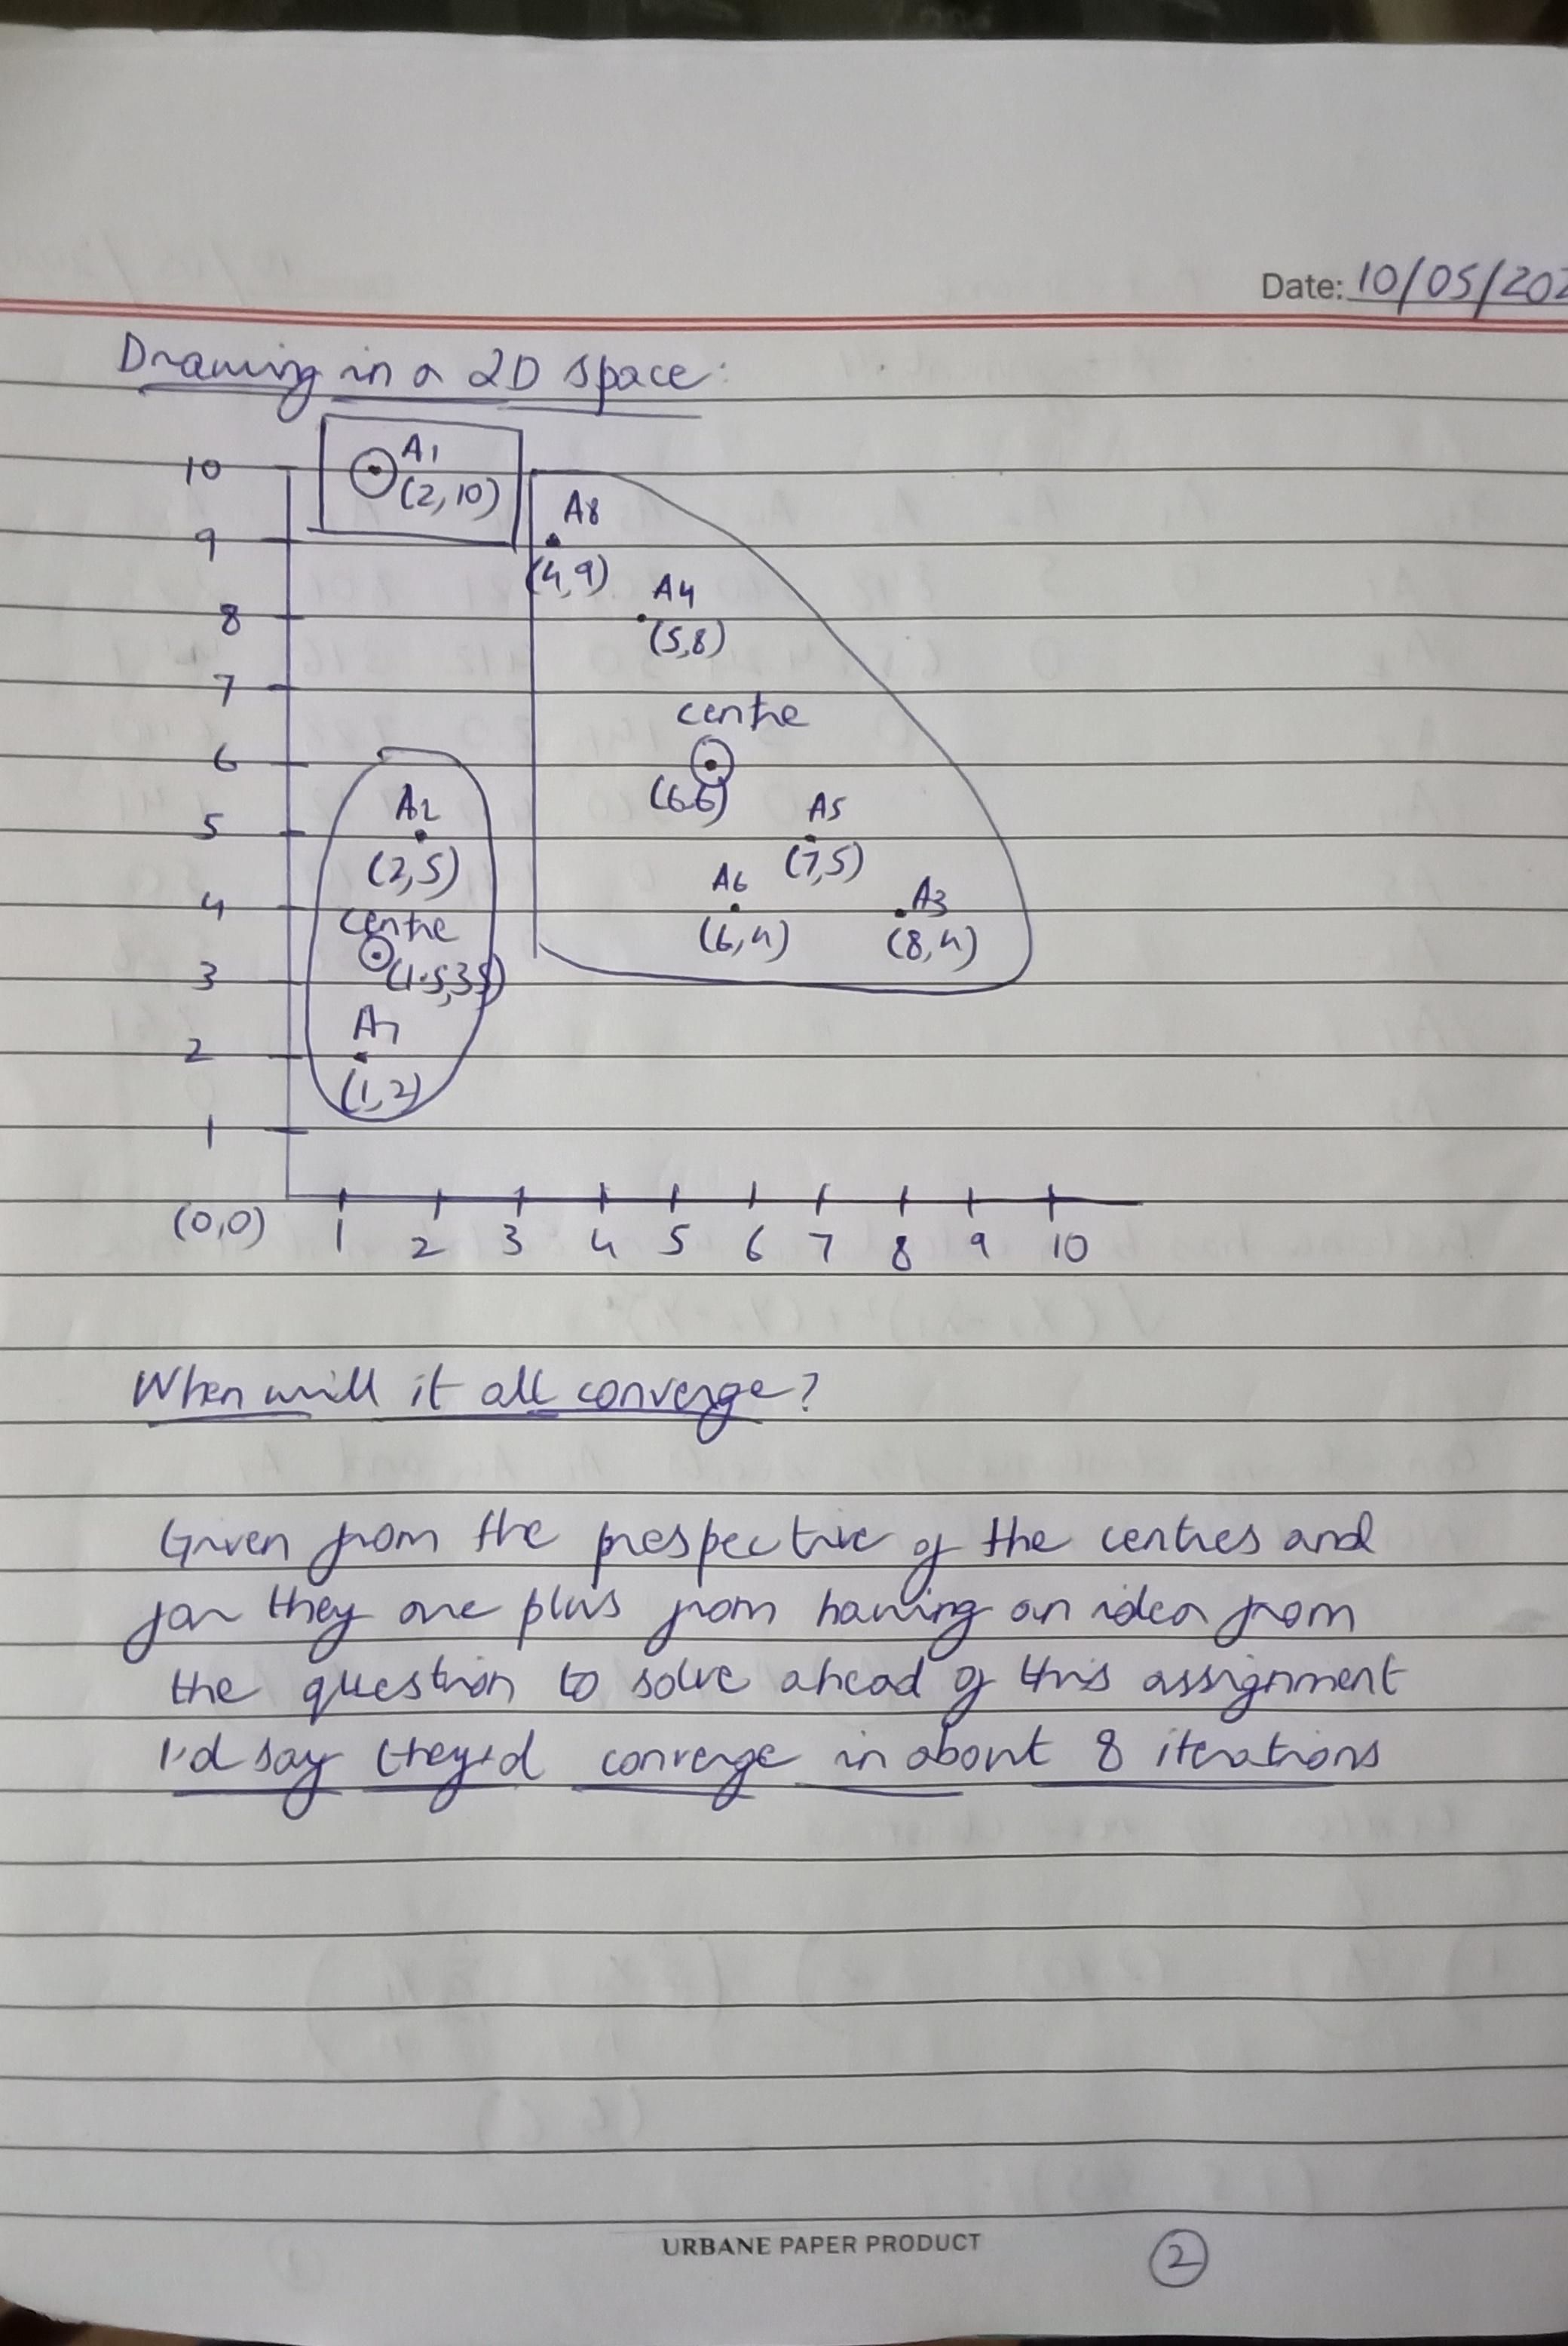 Date: 10/05/202
Drawing in a 2D space:
10
A1
(2,10)
A8
9
(4,9)
A4
8
(5,8)
7
centre
6
(6,6)
A2
A5
5
(2,5)
(7,5)
A6
A3
4
centre
(6,4)
(8,4)
3
(1.5,3.5)
A7
2
(1,2)
1
(0,0)
1 2 3 4 5 6 7 8 9 10
When will it all converge?
Given from the prespective of the centres and
far they are plus from having an idea from
the question to solve ahead of this assignment
I'd say they'd converge in about 8 iterations
URBANE PAPER PRODUCT
2